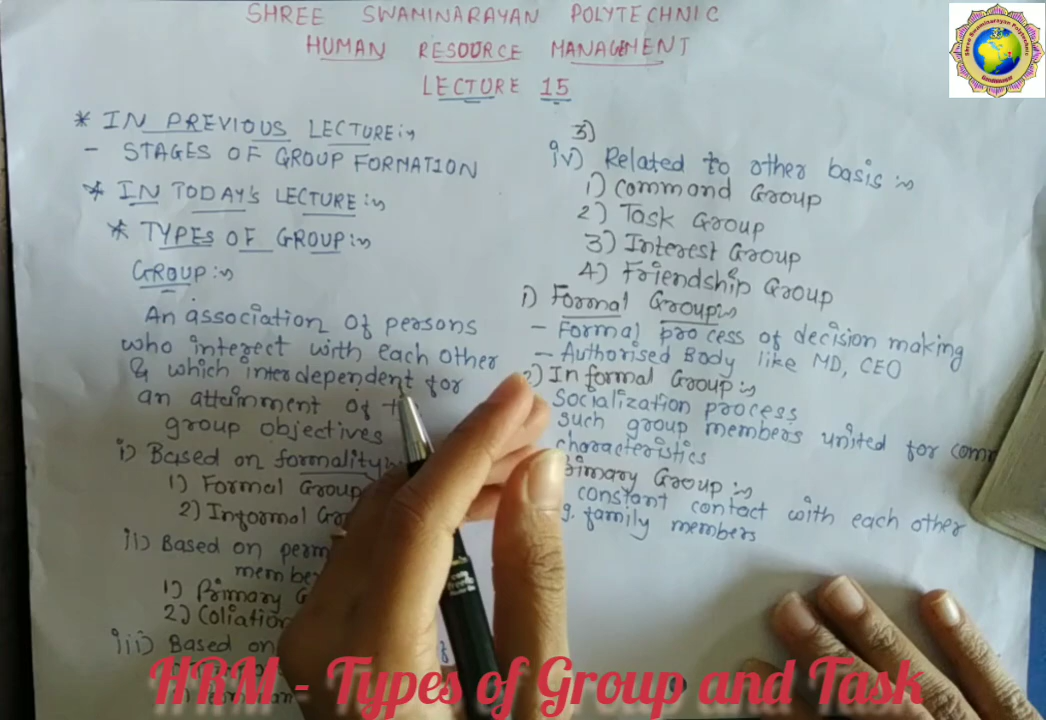 SHREE SWAMINARAYAN POLYTECHNIC
HUMAN RESOURCE MANAGEMENT
LECTURE 15
* IN PREVIOUS LECTURE:~
- STAGES OF GROUP FORMATION
* IN TODAY'S LECTURE:~
* TYPES OF GROUP:~
GROUP:~
An association of persons
who interect with each other
& which interdependent for
an attainment of
group objectives
i) Based on formality
1) Formal Group
2) Informal
ii) Based on
1) Primary
2) Coliation
iii) Based on
3)
iv) Related to other basis:~
1) command Group
2) Task Group
3) Interest Group
4) Friendship Group
1) Formal Group:~
- Formal process of decision making
- Authorised Body like MD, CEO
2) Informal Group:~
Socialization process
such group members united for
characteristics
Primary Group:~
constant contact with each other
family members
HRM - Types of Group and Task
Shree Swaminarayan Polytechnic